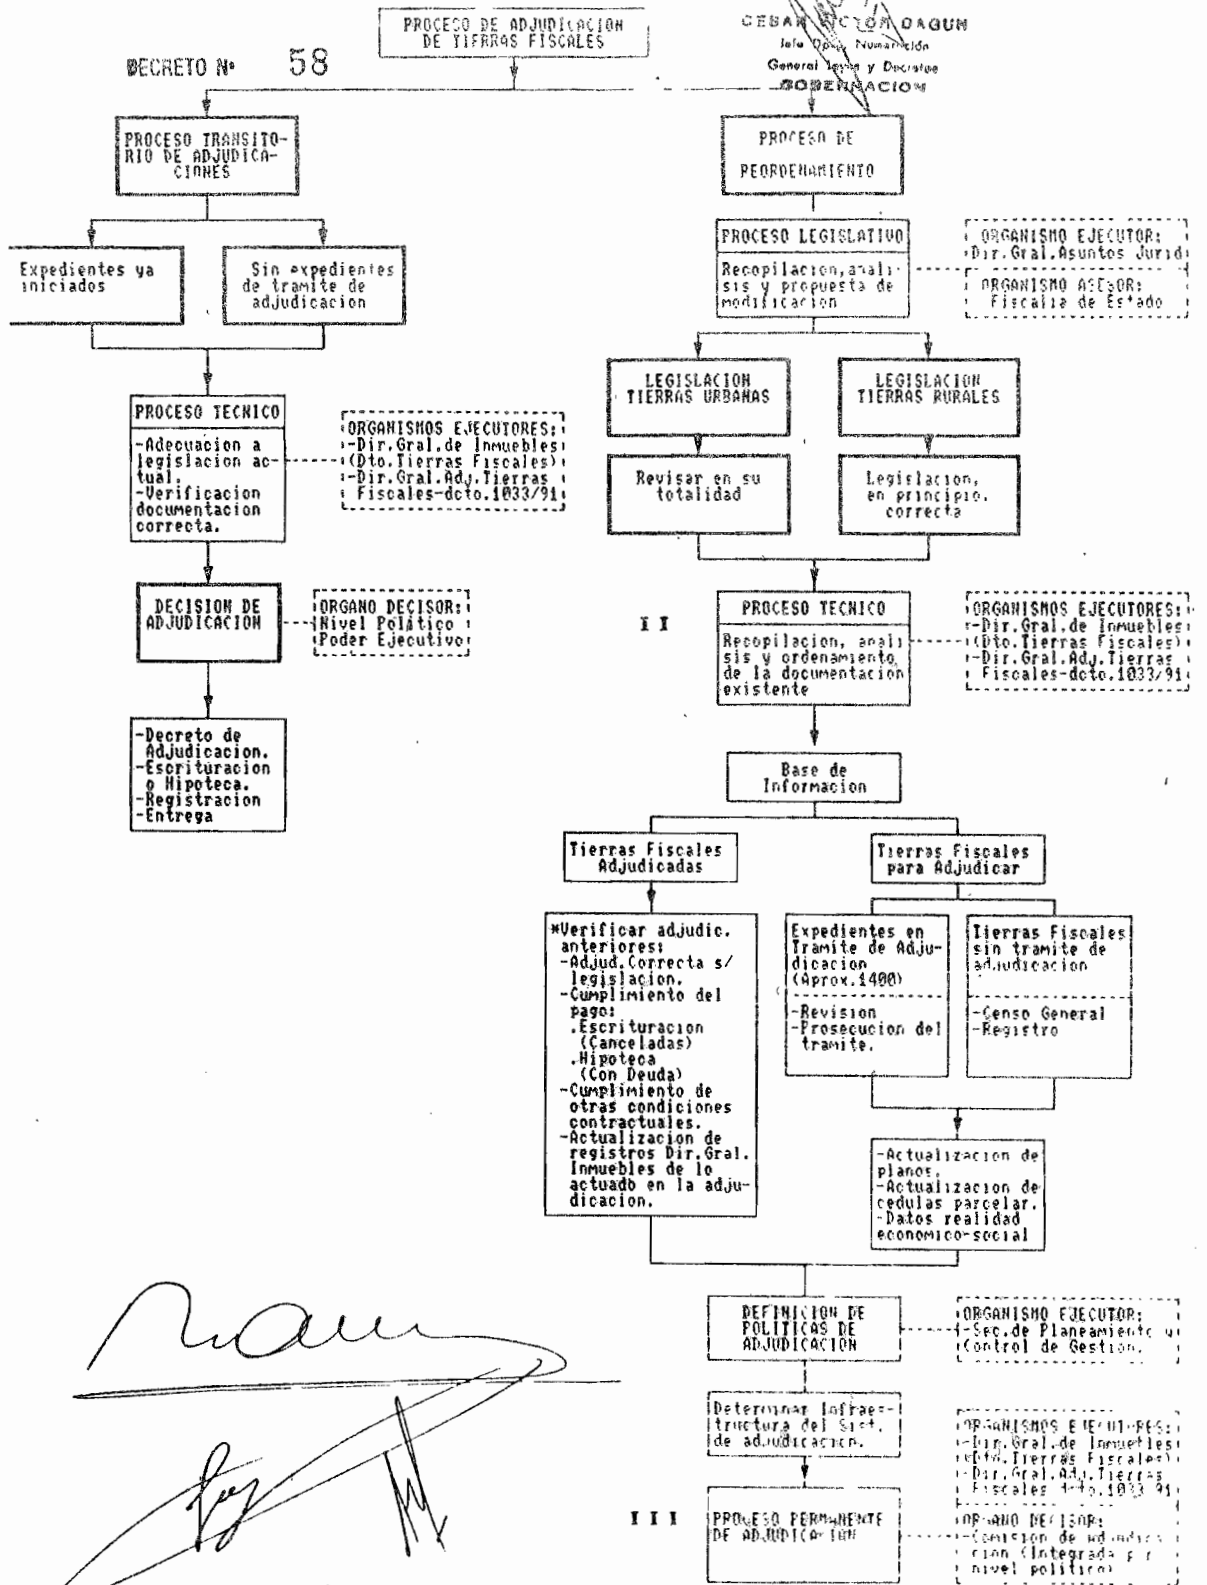 PROCESO DE ADJUDICACION
DE TIERRAS FISCALES
CESAR VICTOR DAGUM
General Leyes y Decretos
GOBERNACION
DECRETO Nº 58
PROCESO TRANSITO-
RIO DE ADJUDICA-
CIONES
Expedientes ya
iniciados
Sin expedientes
de tramite de
adjudicacion
PROCESO TECNICO
-Adecuacion a
legislacion ac-
tual.
-Verificacion
documentacion
correcta.
ORGANISMOS EJECUTORES:
-Dir.Gral.de Inmuebles
(Dto.Tierras Fiscales)
-Dir.Gral.Adj.Tierras
Fiscales-dcto.1033/91
DECISION DE
ADJUDICACION
ORGANO DECISOR:
Nivel Politico
Poder Ejecutivo
-Decreto de
Adjudicacion.
-Escrituracion
o Hipoteca.
-Registracion
-Entrega
PROCESO DE
REORDENAMIENTO
PROCESO LEGISLATIVO
Recopilacion,anali-
sis y propuesta de
modificacion
ORGANISMO EJECUTOR:
-Dir.Gral.Asuntos Jurid
ORGANISMO ASESOR:
Fiscalia de Estado
LEGISLACION
TIERRAS URBANAS
LEGISLACION
TIERRAS RURALES
Revisar en su
totalidad
Legislacion,
en principio,
correcta
II
PROCESO TECNICO
Recopilacion, anali
sis y ordenamiento
de la documentacion
existente
ORGANISMOS EJECUTORES:
-Dir.Gral.de Inmuebles
(Dto.Tierras Fiscales)
-Dir.Gral.Adj.Tierras
Fiscales-dcto.1033/91
Base de
Informacion
Tierras Fiscales
Adjudicadas
Tierras Fiscales
para Adjudicar
*Verificar adjudic.
anteriores:
-Adjud.Correcta s/
legislacion.
-Cumplimiento del
pago:
.Escrituracion
(Canceladas)
.Hipoteca
(Con Deuda)
-Cumplimiento de
otras condiciones
contractuales.
-Actualizacion de
registros Dir.Gral.
Inmuebles de lo
actuado en la adju-
dicacion.
Expedientes en
Tramite de Adju-
dicacion
(Aprox.1400)
-Revision
-Prosecucion del
tramite.
Tierras Fiscales
sin tramite de
adjudicacion
-Censo General
-Registro
-Actualizacion de
planos.
-Actualizacion de
cedulas parcelar.
-Datos realidad
economico-social
DEFINICION DE
POLITICAS DE
ADJUDICACION
ORGANISMO EJECUTOR:
-Sec.de Planeamiento y
Control de Gestion.
Determinar Infraes-
tructura del Sist.
de adjudicacion.
ORGANISMOS EJECUTORES:
-Dir.Gral.de Inmuebles
(Dto.Tierras Fiscales)
-Dir.Gral.Adj.Tierras
Fiscales dcto.1033/91
III
PROCESO PERMANENTE
DE ADJUDICACION
ORGANO DECISOR:
-Comision de adjudica
cion (Integrada por
nivel politico)